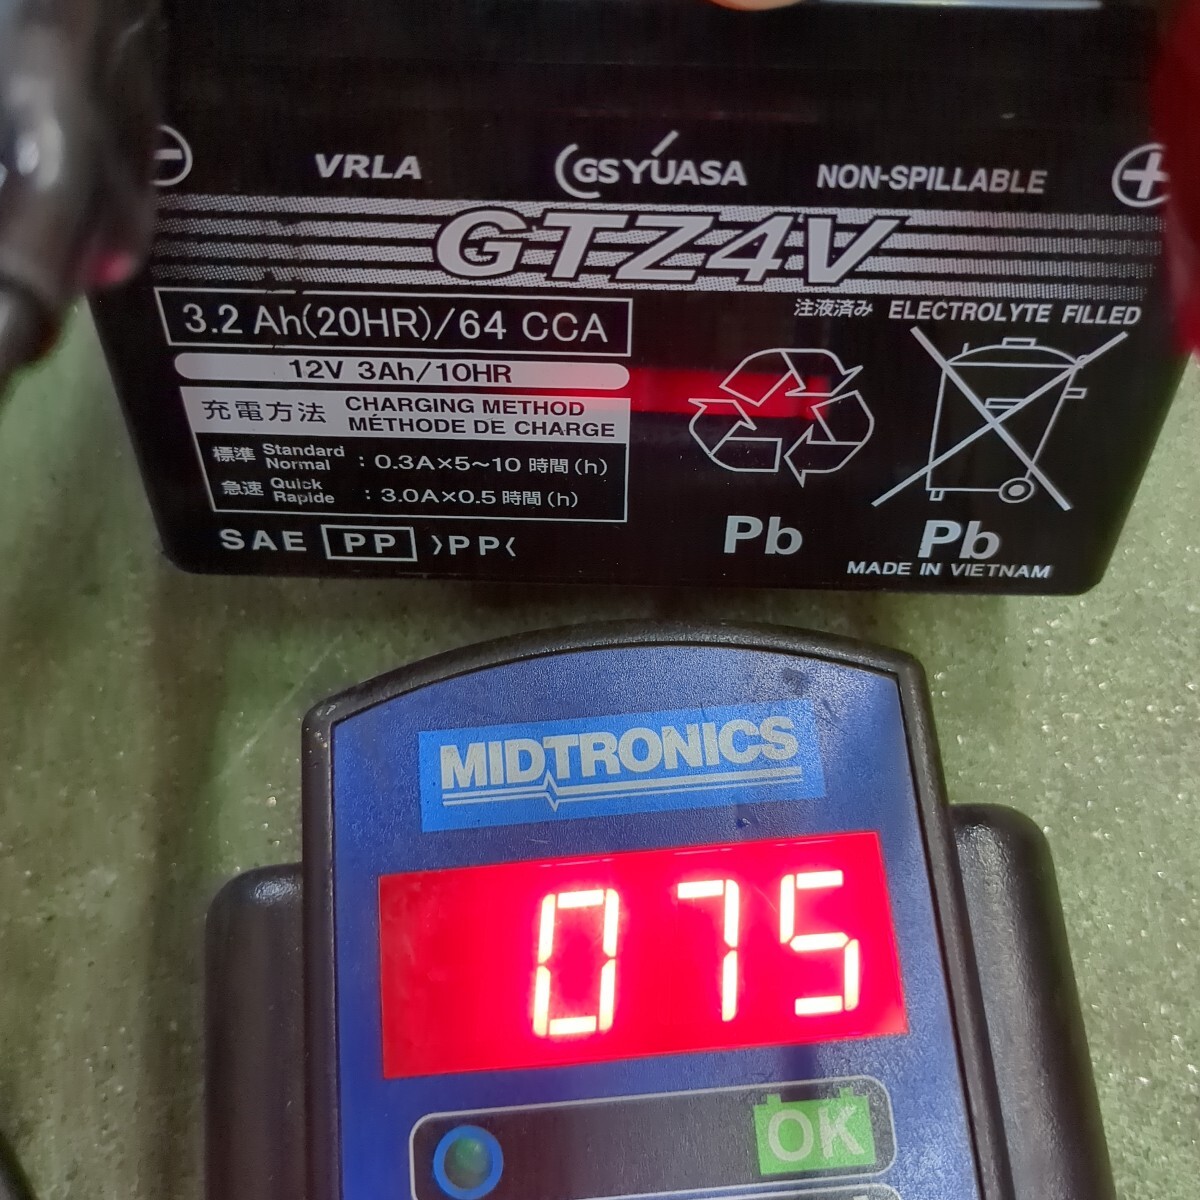 −
VRLA
GS YUASA
NON-SPILLABLE
+
GTZ4V
3.2 Ah(20HR)/64 CCA
注液済み ELECTROLYTE FILLED
12V 3Ah/10HR
充電方法 CHARGING METHOD
MÉTHODE DE CHARGE
標準 Standard Normal : 0.3A×5~10 時間(h)
急速 Quick Rapide : 3.0A×0.5 時間(h)
SAE PP >PP<
Pb
Pb
MADE IN VIETNAM
MIDTRONICS
075
OK